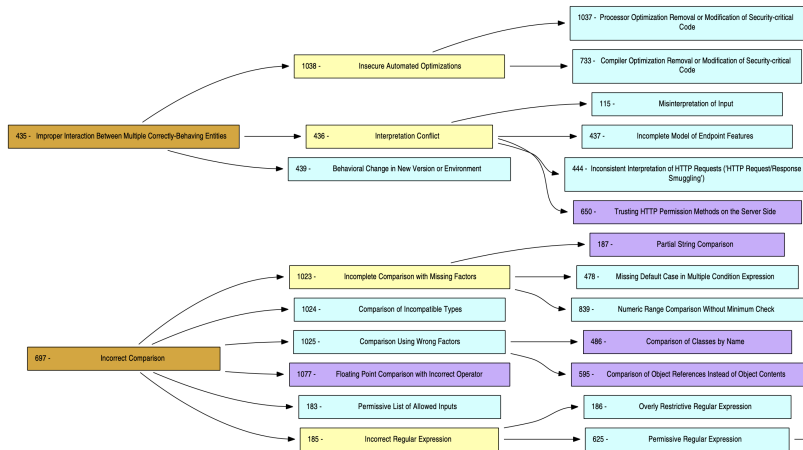 1037 - Processor Optimization Removal or Modification of Security-critical
Code
1038 - Insecure Automated Optimizations
733 - Compiler Optimization Removal or Modification of Security-critical
Code
115 - Misinterpretation of Input
435 - Improper Interaction Between Multiple Correctly-Behaving Entities
436 - Interpretation Conflict
437 - Incomplete Model of Endpoint Features
439 - Behavioral Change in New Version or Environment
444 - Inconsistent Interpretation of HTTP Requests ('HTTP Request/Response
Smuggling')
650 - Trusting HTTP Permission Methods on the Server Side
187 - Partial String Comparison
1023 - Incomplete Comparison with Missing Factors
478 - Missing Default Case in Multiple Condition Expression
1024 - Comparison of Incompatible Types
839 - Numeric Range Comparison Without Minimum Check
1025 - Comparison Using Wrong Factors
486 - Comparison of Classes by Name
697 - Incorrect Comparison
1077 - Floating Point Comparison with Incorrect Operator
595 - Comparison of Object References Instead of Object Contents
183 - Permissive List of Allowed Inputs
186 - Overly Restrictive Regular Expression
185 - Incorrect Regular Expression
625 - Permissive Regular Expression